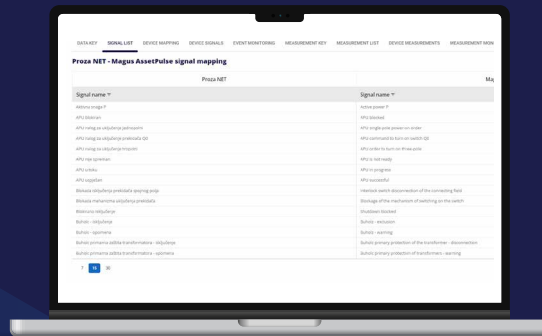 DATA KEY SIGNAL LIST DEVICE MAPPING DEVICE SIGNALS EVENT MONITORING MEASUREMENT KEY MEASUREMENT LIST DEVICE MEASUREMENTS MEASUREMENT MON
Proza NET - Magus AssetPulse signal mapping
Proza NET Ma
Signal name Signal name
Aktivna snaga P Active power P
APU blokiran APU blocked
APU nalog za uključenje jednopolni APU single-pole power-on order
APU nalog za uključenje prekidača Q0 APU command to turn on switch Q0
APU nalog za uključenje tropolni APU order to turn on three-pole
APU nije spreman APU is not ready
APU u toku APU in progress
APU uspješan APU successful
Blokada isključenja prekidača spojnog polja Interlock switch disconnection of the connecting field
Blokada mehanizma uključenja prekidača Blockage of the mechanism of switching on the switch
Blokirano isključenje Shutdown blocked
Buholc - isključenje Buholz - exclusion
Buholc - upozorenje Buholz - warning
Buholc primarna zaštita transformatora - isključenje Buholc primary protection of the transformer - disconnection
Buholc primarna zaštita transformatora - upozorenje Buholc primary protection of transformers - warning
15 30